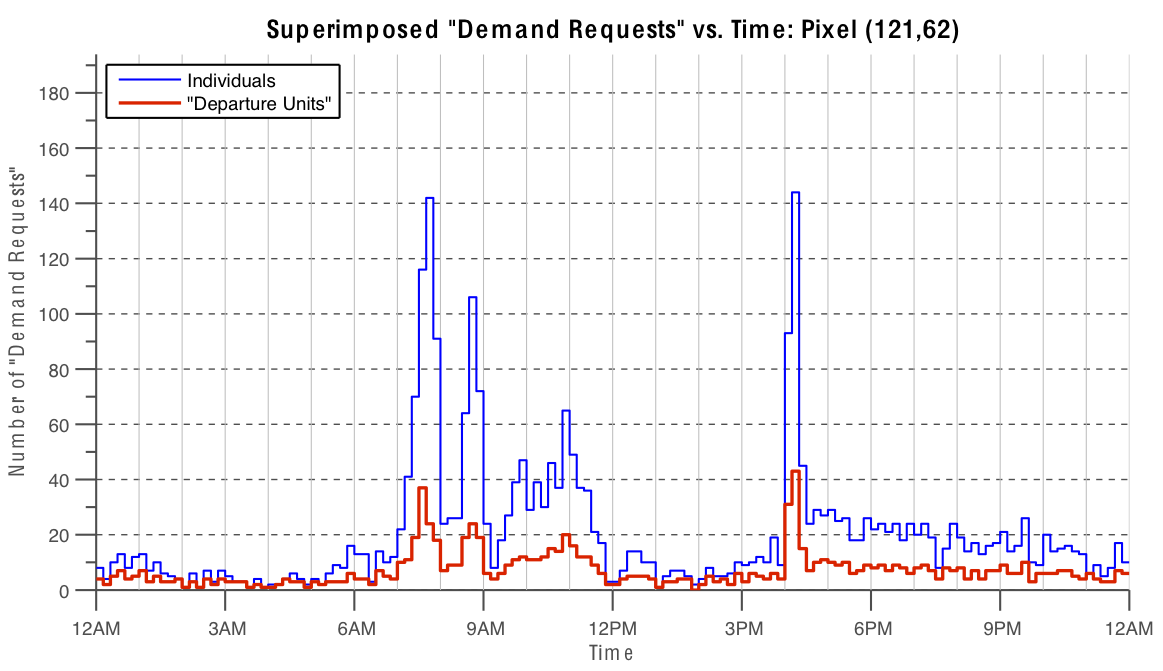 Superimposed "Demand Requests" vs. Time: Pixel (121,62)
Individuals
"Departure Units"
Number of "Demand Requests"
180
160
140
120
100
80
60
40
20
0
12AM 3AM 6AM 9AM 12PM 3PM 6PM 9PM 12AM
Time